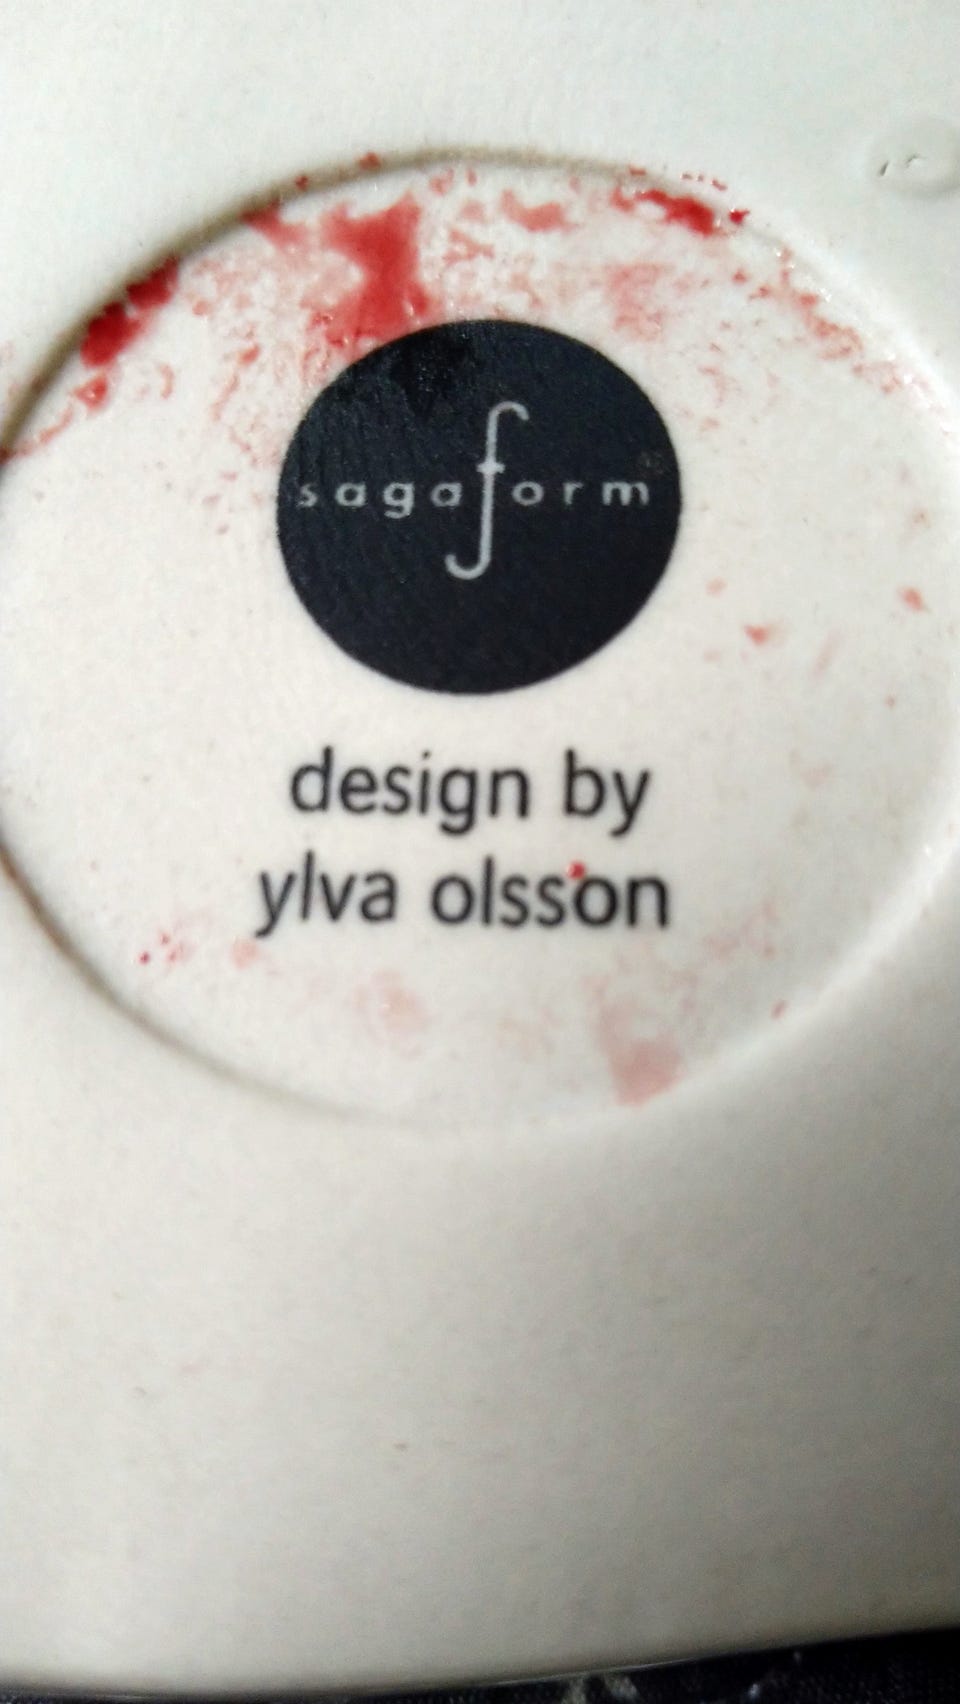 sagaform
design by
ylva olsson